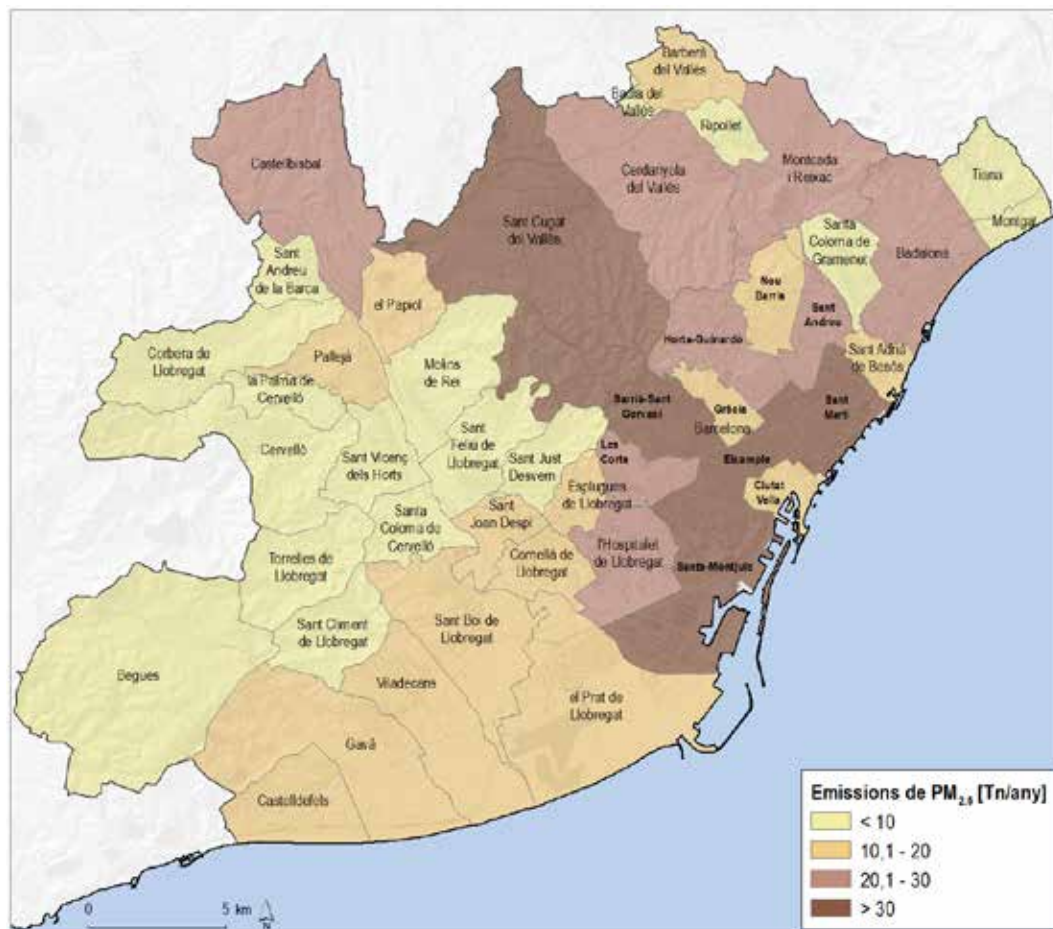 Barberà
del Vallès
Badia del
Vallès
Ripollet
Castellbisbal
Cerdanyola
del Vallès
Montcada
i Reixac
Tiana
Montgat
Sant Cugat
del Vallès
Santa
Coloma de
Gramenet
Badalona
Sant
Andreu
de la Barca
el Papiol
Nou
Barris
Sant
Andreu
Horta-Guinardó
Corbera de
Llobregat
Pallejà
Molins
de Rei
Sant Adrià
de Besòs
la Palma de
Cervelló
Sarrià-Sant
Gervasi
Gràcia
Barcelona
Sant
Martí
Cervelló
Sant Vicenç
dels Horts
Sant
Feliu de
Llobregat
Sant Just
Desvern
Les
Corts
Eixample
Esplugues
de Llobregat
Ciutat
Vella
Santa
Coloma de
Cervelló
Sant
Joan Despí
Cornellà de
Llobregat
l'Hospitalet
de Llobregat
Sants-Montjuïc
Torrelles de
Llobregat
Sant Climent
de Llobregat
Sant Boi de
Llobregat
Begues
Viladecans
el Prat de
Llobregat
Gavà
Castelldefels
Emissions de PM2,5 [Tn/any]
< 10
10,1 - 20
20,1 - 30
> 30
0 5 km
N